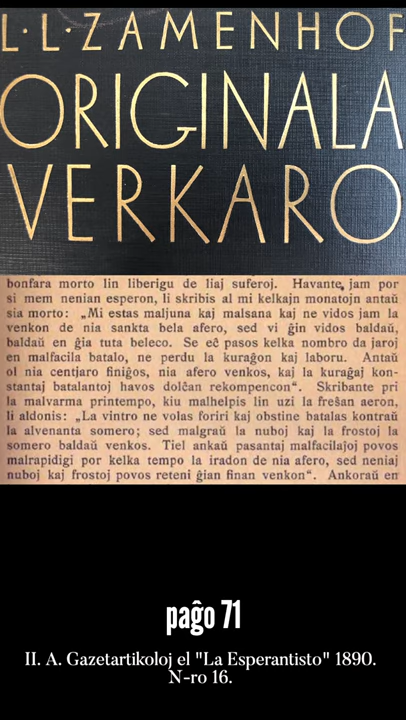 L·L·ZAMENHOF
ORIGINALA
VERKARO
bonfara morto lin liberigu de liaj suferoj. Havante jam por
si mem nenian esperon, li skribis al mi kelkajn monatojn antaŭ
sia morto: „Mi estas maljuna kaj malsana kaj ne vidos jam la
venkon de nia sankta bela afero, sed vi ĝin vidos baldaŭ,
baldaŭ en ĝia tuta beleco. Se eĉ pasos kelka nombro da jaroj
en malfacila batalo, ne perdu la kuraĝon kaj laboru. Antaŭ
ol nia centjaro finiĝos, nia afero venkos, kaj la kuraĝaj kon-
stantaj batalantoj havos dolĉan rekompencon“. Skribante pri
la malvarma printempo, kiu malhelpis lin uzi la freŝan aeron,
li aldonis: „La vintro ne volas foriri kaj obstine batalas kontraŭ
la alvenanta somero; sed malgraŭ la nuboj kaj la frostoj la
somero baldaŭ venkos. Tiel ankaŭ pasantaj malfacilaĵoj povos
malrapidigi por kelka tempo la iradon de nia afero, sed neniaj
nuboj kaj frostoj povos reteni ĝian finan venkon“. Ankoraŭ en
paĝo 71
II. A. Gazetartikoloj el "La Esperantisto" 1890.
N-ro 16.